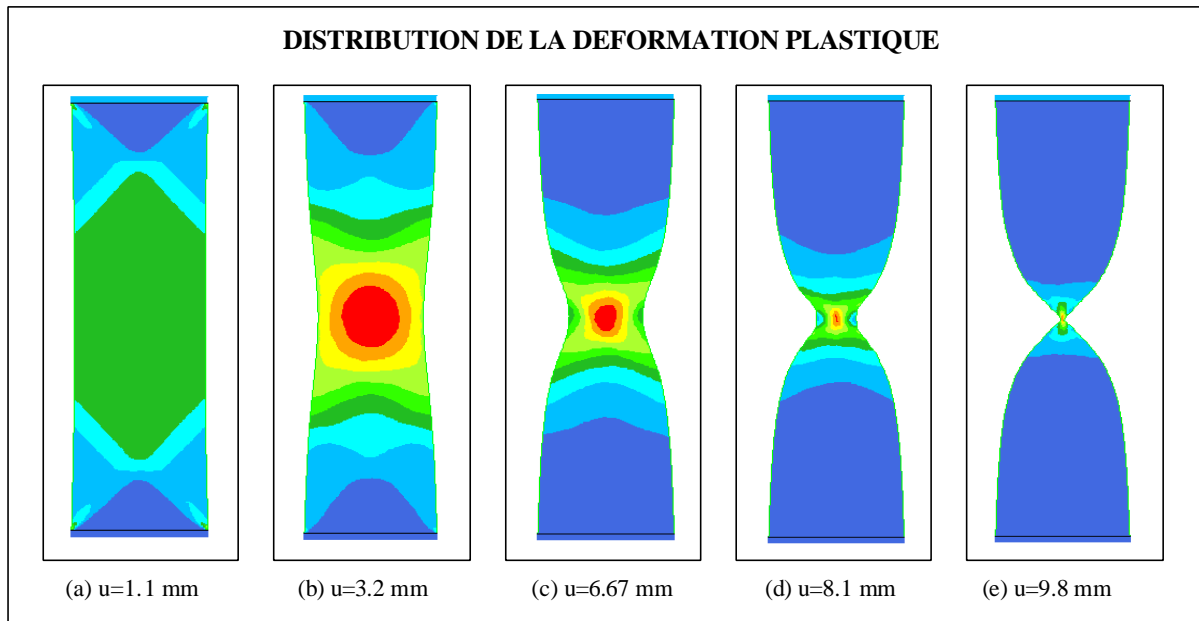 DISTRIBUTION DE LA DEFORMATION PLASTIQUE
(a) u=1.1 mm
(b) u=3.2 mm
(c) u=6.67 mm
(d) u=8.1 mm
(e) u=9.8 mm